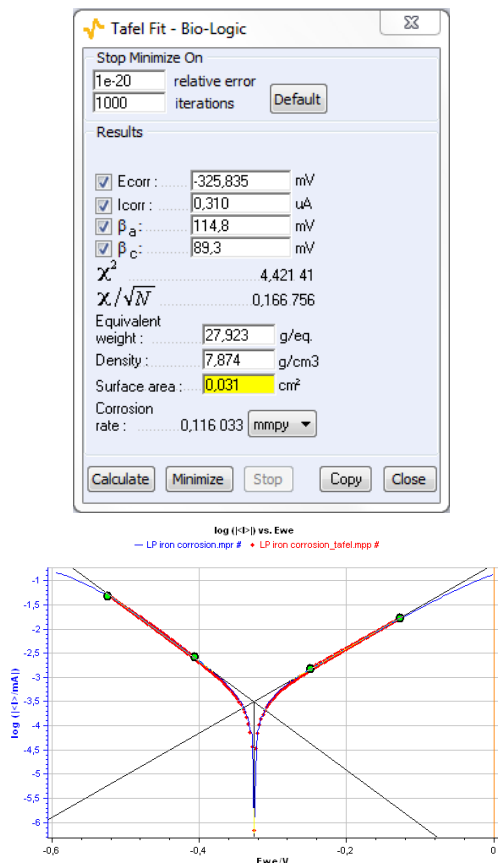 Tafel Fit - Bio-Logic
Stop Minimize On
1e-20 relative error
1000 iterations Default
Results
Ecorr : -325,835 mV
Icorr : 0,310 uA
βa: 114,8 mV
βc: 89,3 mV
χ² 4,421 41
χ/√N 0,166 756
Equivalent
weight : 27,923 g/eq.
Density : 7,874 g/cm3
Surface area : 0,031 cm²
Corrosion
rate : 0,116 033 mmpy
Calculate Minimize Stop Copy Close
log (|<I>|) vs. Ewe
LP iron corrosion.mpr # LP iron corrosion_tafel.mpp #
log (|<I>/mA|)
-1
-1,5
-2
-2,5
-3
-3,5
-4
-4,5
-5
-5,5
-6
-0,6 -0,4 -0,2 0
Ewe/V